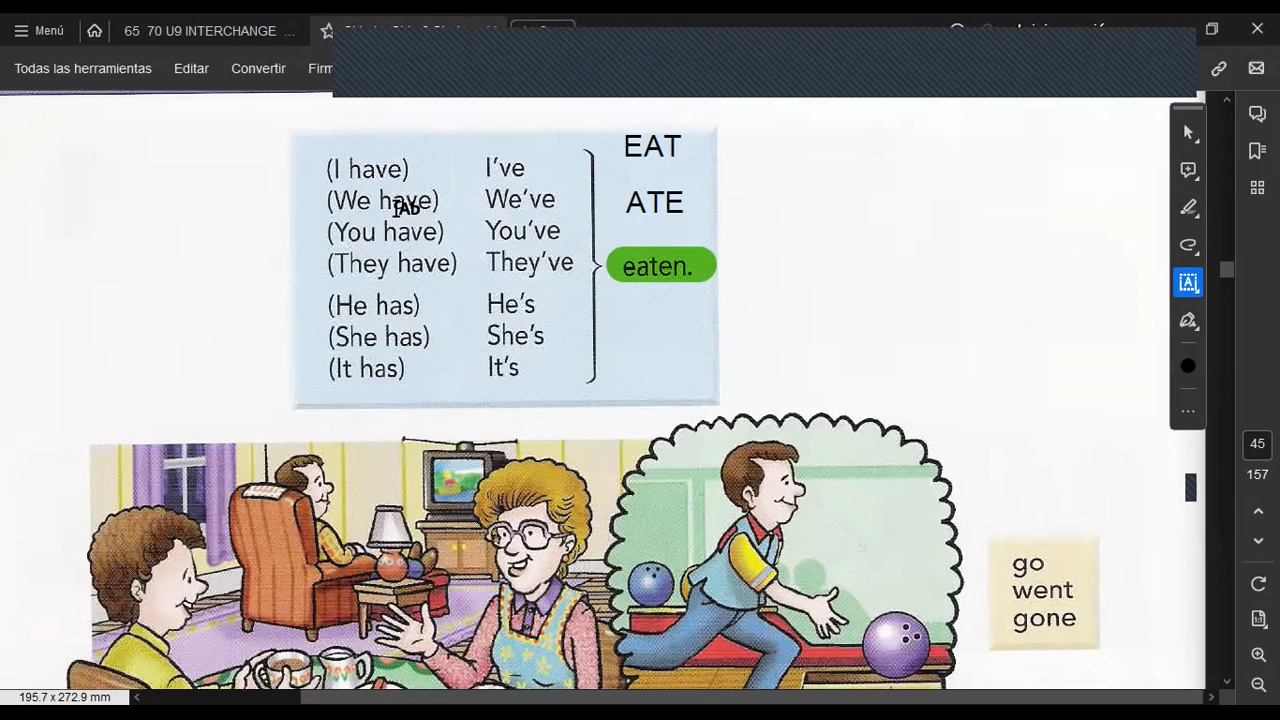 Menú
65 70 U9 INTERCHANGE ...
Todas las herramientas
Editar
Convertir
EAT
(I have) I've
(We have) We've
ATE
(You have) You've
(They have) They've
eaten.
(He has) He's
(She has) She's
(It has) It's
go
went
gone
45
157
195.7 x 272.9 mm